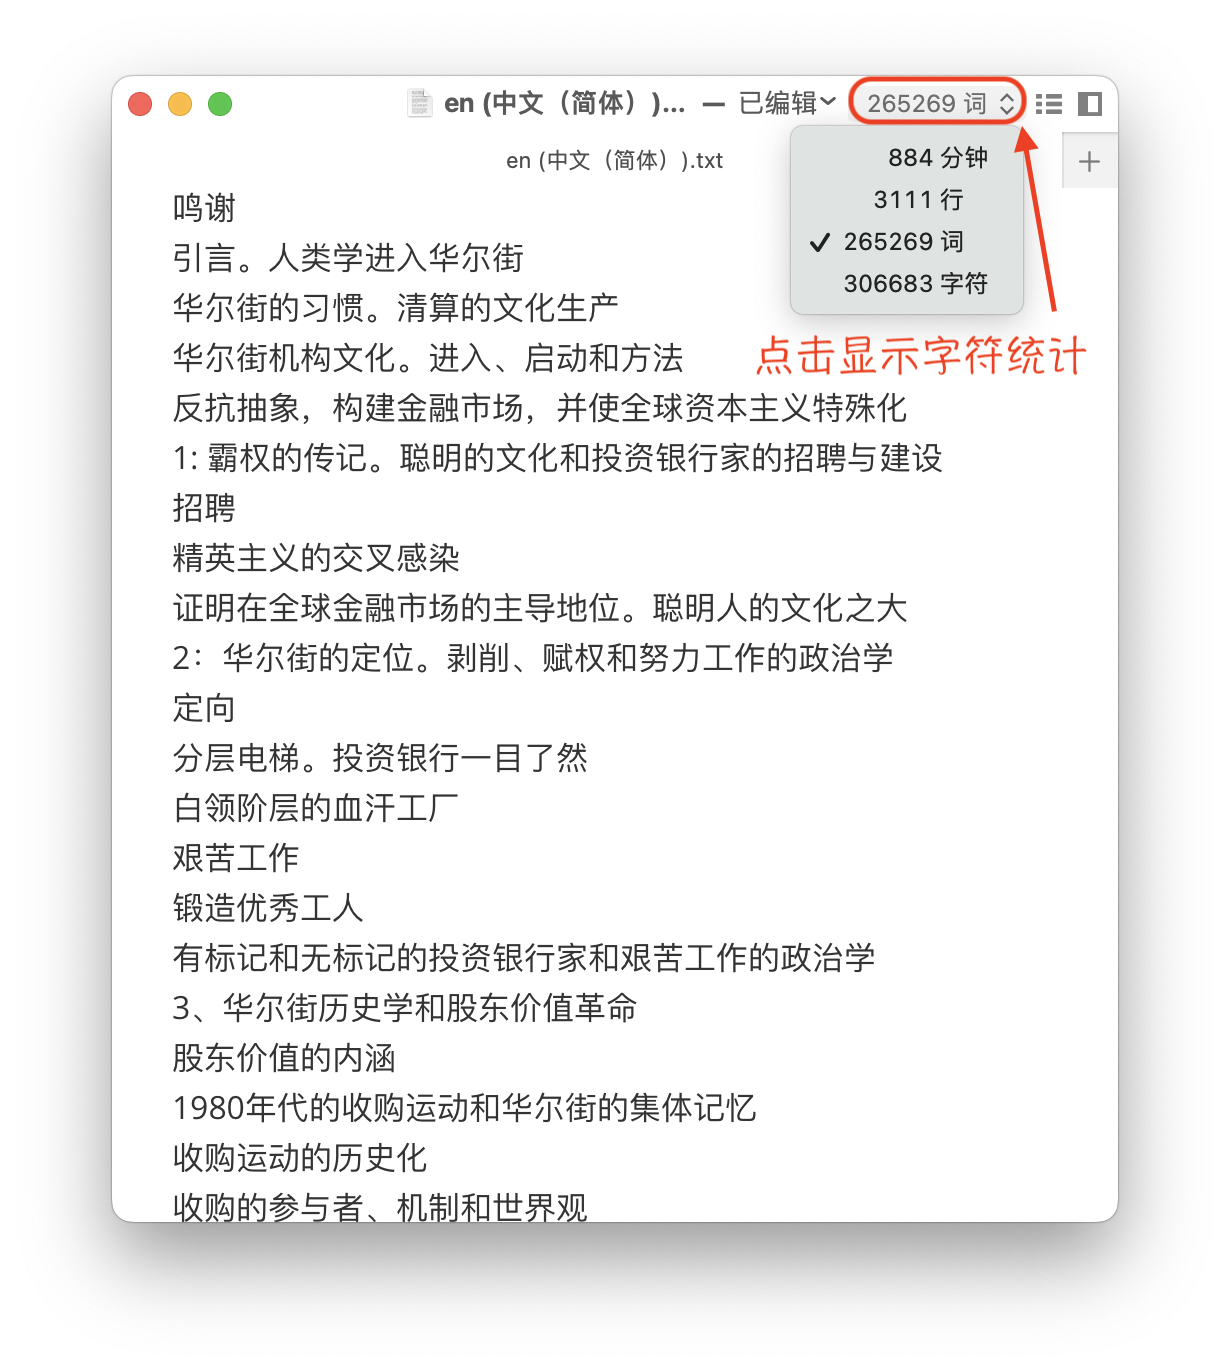 en (中文（简体）)... — 已编辑
265269 词
en (中文（简体）).txt
884 分钟
3111 行
265269 词
306683 字符
点击显示字符统计
鸣谢
引言。人类学进入华尔街
华尔街的习惯。清算的文化生产
华尔街机构文化。进入、启动和方法
反抗抽象，构建金融市场，并使全球资本主义特殊化
1: 霸权的传记。聪明的文化和投资银行家的招聘与建设
招聘
精英主义的交叉感染
证明在全球金融市场的主导地位。聪明人的文化之大
2：华尔街的定位。剥削、赋权和努力工作的政治学
定向
分层电梯。投资银行一目了然
白领阶层的血汗工厂
艰苦工作
锻造优秀工人
有标记和无标记的投资银行家和艰苦工作的政治学
3、华尔街历史学和股东价值革命
股东价值的内涵
1980年代的收购运动和华尔街的集体记忆
收购运动的历史化
收购的参与者、机制和世界观